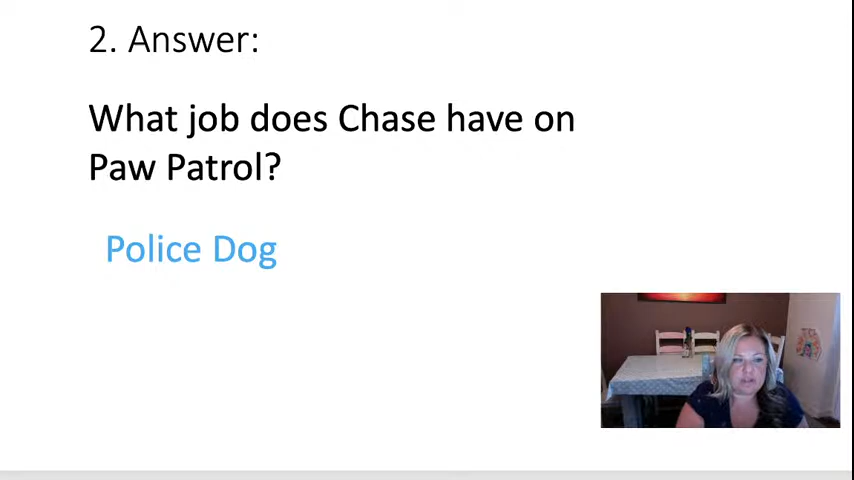 2. Answer:
What job does Chase have on
Paw Patrol?
Police Dog